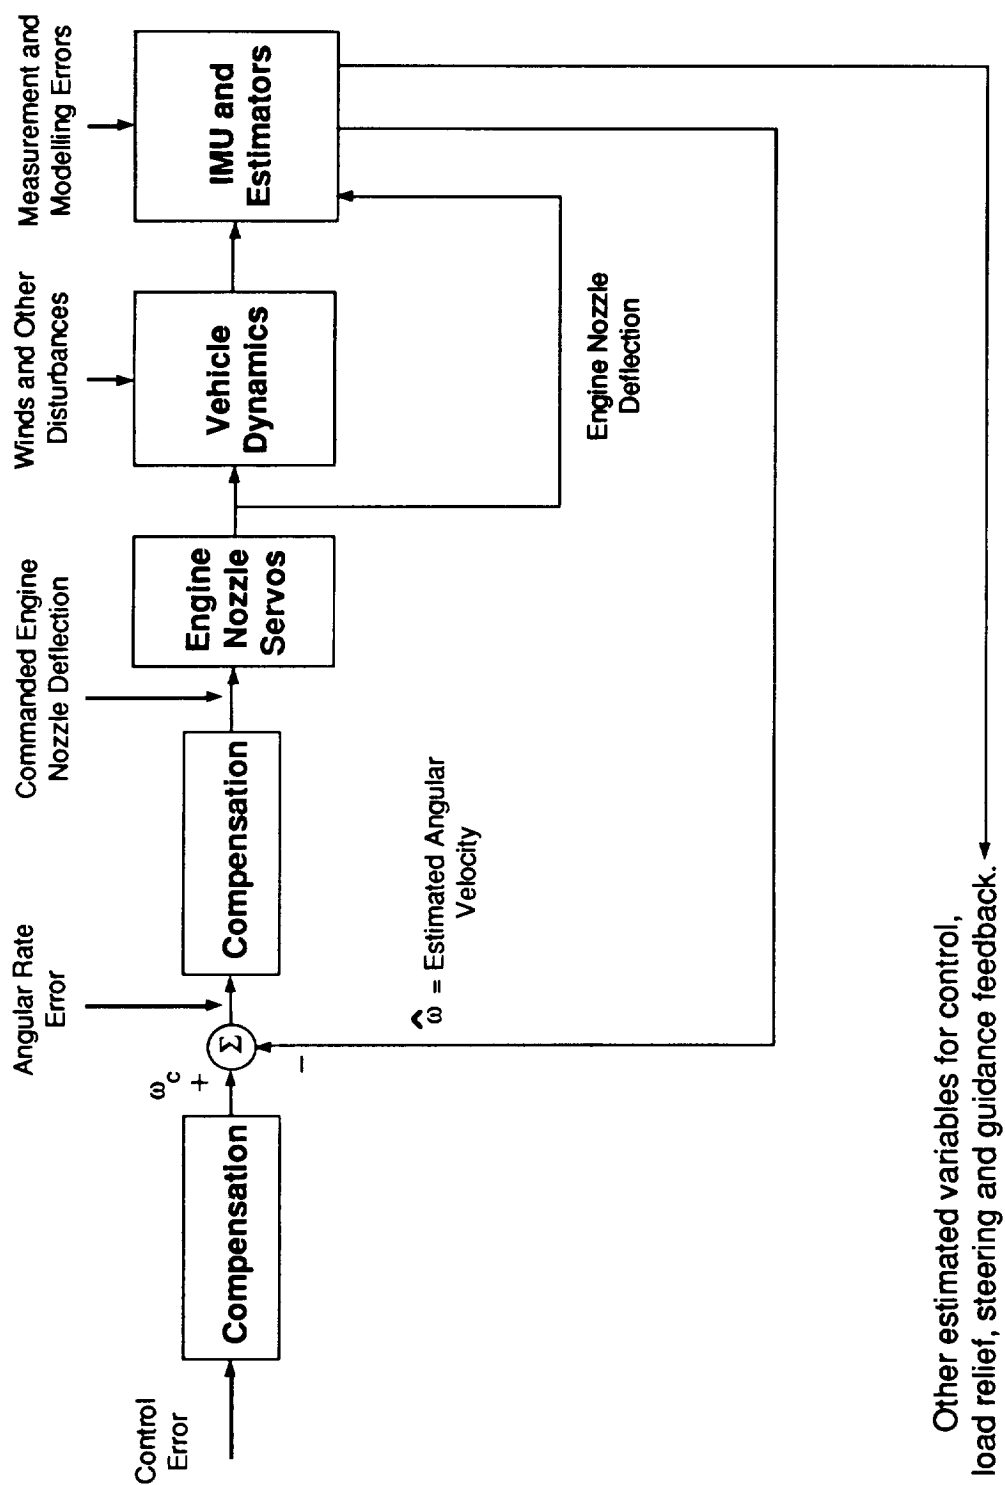 Control
Error
Compensation
ω_c
+
−
Σ
Angular Rate
Error
Compensation
Commanded Engine
Nozzle Deflection
Engine
Nozzle
Servos
Winds and Other
Disturbances
Vehicle
Dynamics
Measurement and
Modelling Errors
IMU and
Estimators
Engine Nozzle
Deflection
ω̂ = Estimated Angular
Velocity
Other estimated variables for control,
load relief, steering and guidance feedback.